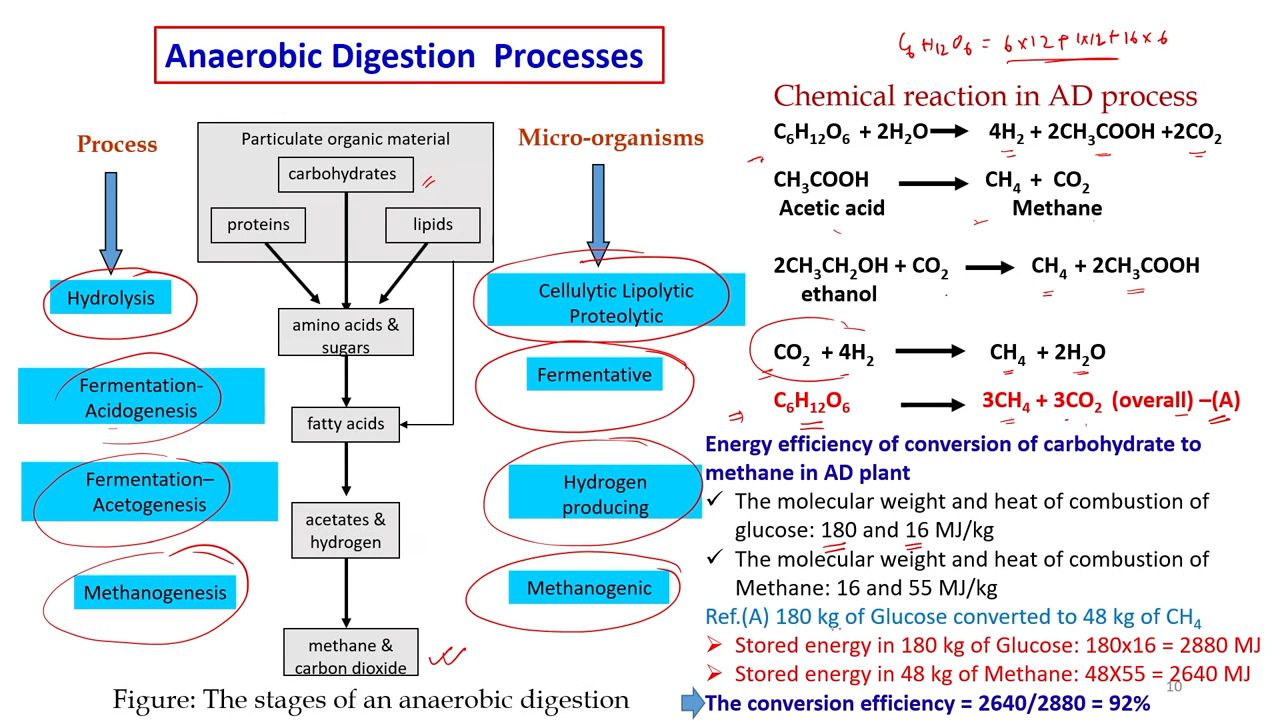 Anaerobic Digestion Processes
C₆H₁₂O₆ = 6×12+1×12+16×6
Process
Hydrolysis
Fermentation-
Acidogenesis
Fermentation–
Acetogenesis
Methanogenesis
Particulate organic material
carbohydrates
proteins
lipids
amino acids &
sugars
fatty acids
acetates &
hydrogen
methane &
carbon dioxide
Micro-organisms
Cellulytic Lipolytic
Proteolytic
Fermentative
Hydrogen
producing
Methanogenic
Figure: The stages of an anaerobic digestion
Chemical reaction in AD process
C₆H₁₂O₆ + 2H₂O → 4H₂ + 2CH₃COOH +2CO₂
CH₃COOH → CH₄ + CO₂
Acetic acid Methane
2CH₃CH₂OH + CO₂ → CH₄ + 2CH₃COOH
ethanol
CO₂ + 4H₂ → CH₄ + 2H₂O
C₆H₁₂O₆ → 3CH₄ + 3CO₂ (overall) –(A)
Energy efficiency of conversion of carbohydrate to
methane in AD plant
✓ The molecular weight and heat of combustion of
glucose: 180 and 16 MJ/kg
✓ The molecular weight and heat of combustion of
Methane: 16 and 55 MJ/kg
Ref.(A) 180 kg of Glucose converted to 48 kg of CH₄
➢ Stored energy in 180 kg of Glucose: 180x16 = 2880 MJ
➢ Stored energy in 48 kg of Methane: 48X55 = 2640 MJ
10
The conversion efficiency = 2640/2880 = 92%